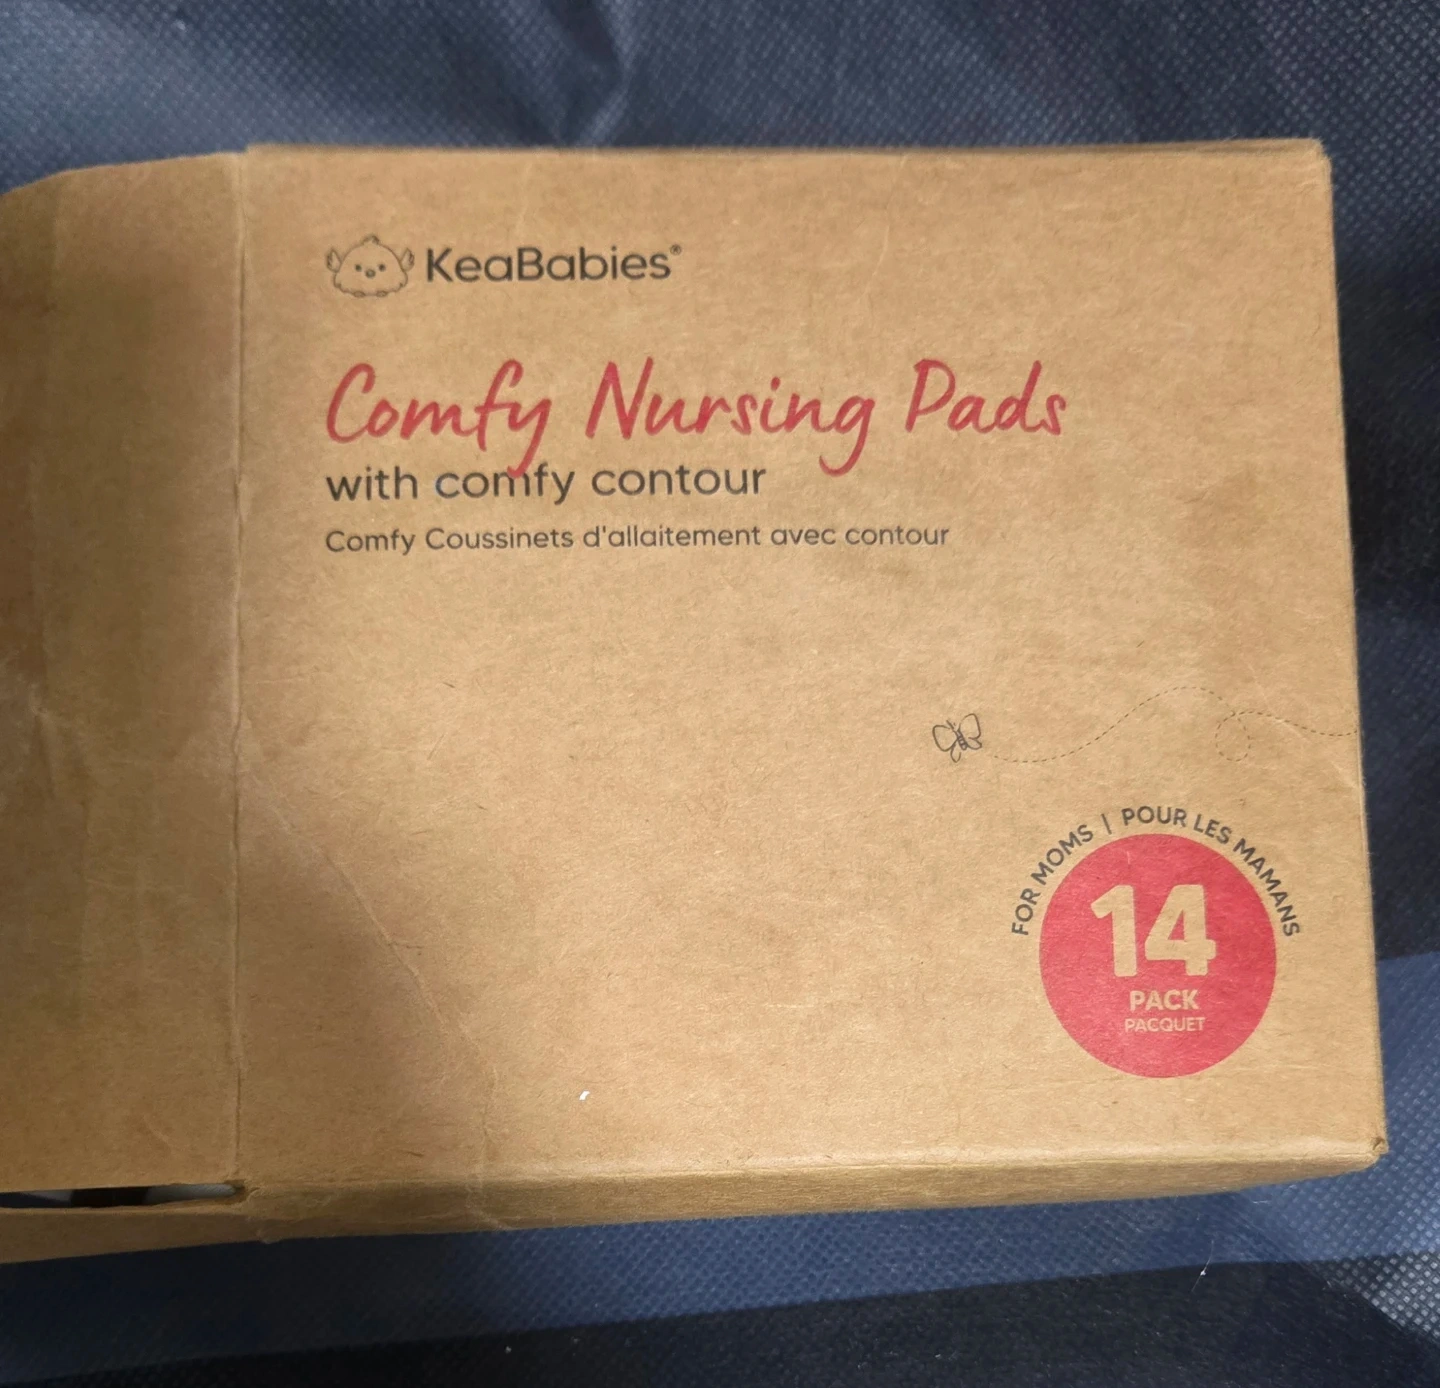 KeaBabies®
Comfy Nursing Pads
with comfy contour
Comfy Coussinets d'allaitement avec contour
FOR MOMS | POUR LES MAMANS
14
PACK
PACQUET